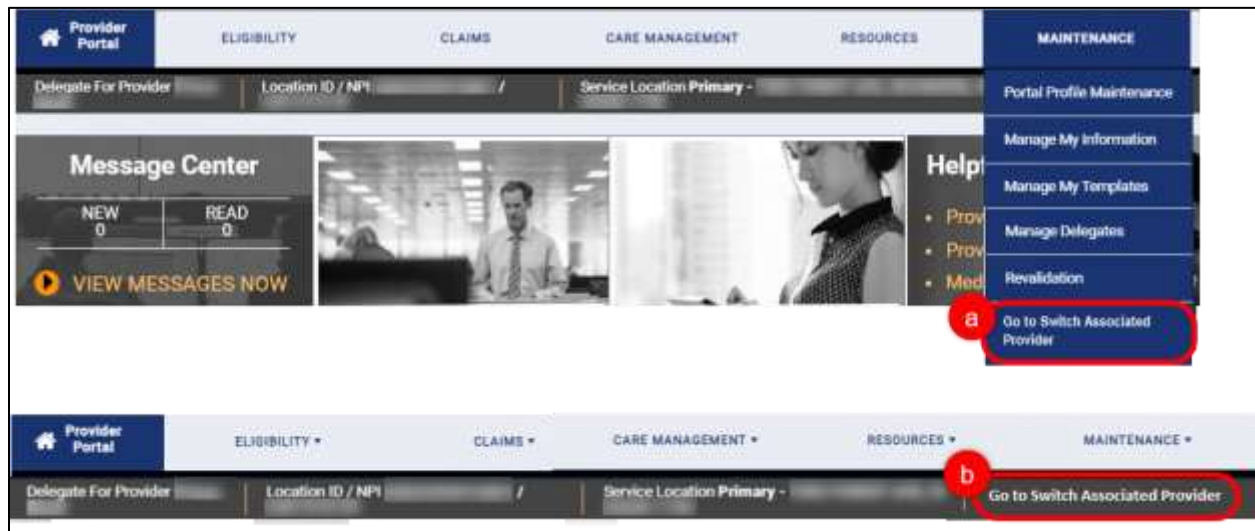 Provider
Portal
ELIGIBILITY
CLAIMS
CARE MANAGEMENT
RESOURCES
MAINTENANCE
Delegate For Provider
Location ID / NPI
/
Service Location Primary -
Portal Profile Maintenance
Manage My Information
Manage My Templates
Manage Delegates
Revalidation
a
Go to Switch Associated
Provider
Message Center
NEW
0
READ
0
VIEW MESSAGES NOW
Help
• Prov
• Prov
• Med
Provider
Portal
ELIGIBILITY
CLAIMS
CARE MANAGEMENT
RESOURCES
MAINTENANCE
Delegate For Provider
Location ID / NPI
/
Service Location Primary -
b
Go to Switch Associated Provider